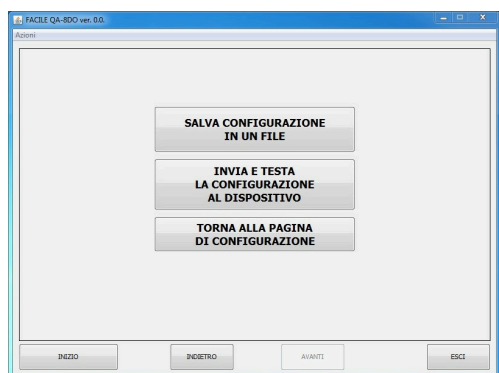 FACILE QA-8DO ver. 0.0.
Azioni
SALVA CONFIGURAZIONE
IN UN FILE
INVIA E TESTA
LA CONFIGURAZIONE
AL DISPOSITIVO
TORNA ALLA PAGINA
DI CONFIGURAZIONE
INIZIO INDIETRO AVANTI ESCI